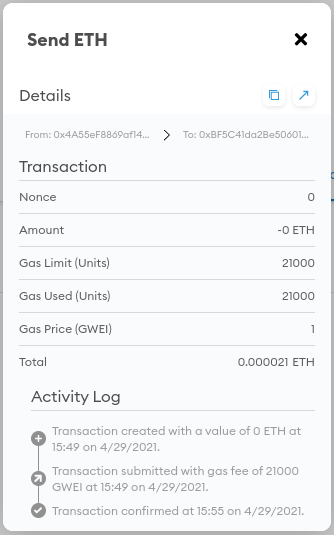 Send ETH
Details
From: 0x4A55eF8869af14... To: 0xBF5C41da2Be50601...
Transaction
Nonce 0
Amount -0 ETH
Gas Limit (Units) 21000
Gas Used (Units) 21000
Gas Price (GWEI) 1
Total 0.000021 ETH
Activity Log
Transaction created with a value of 0 ETH at
15:49 on 4/29/2021.
Transaction submitted with gas fee of 21000
GWEI at 15:49 on 4/29/2021.
Transaction confirmed at 15:55 on 4/29/2021.